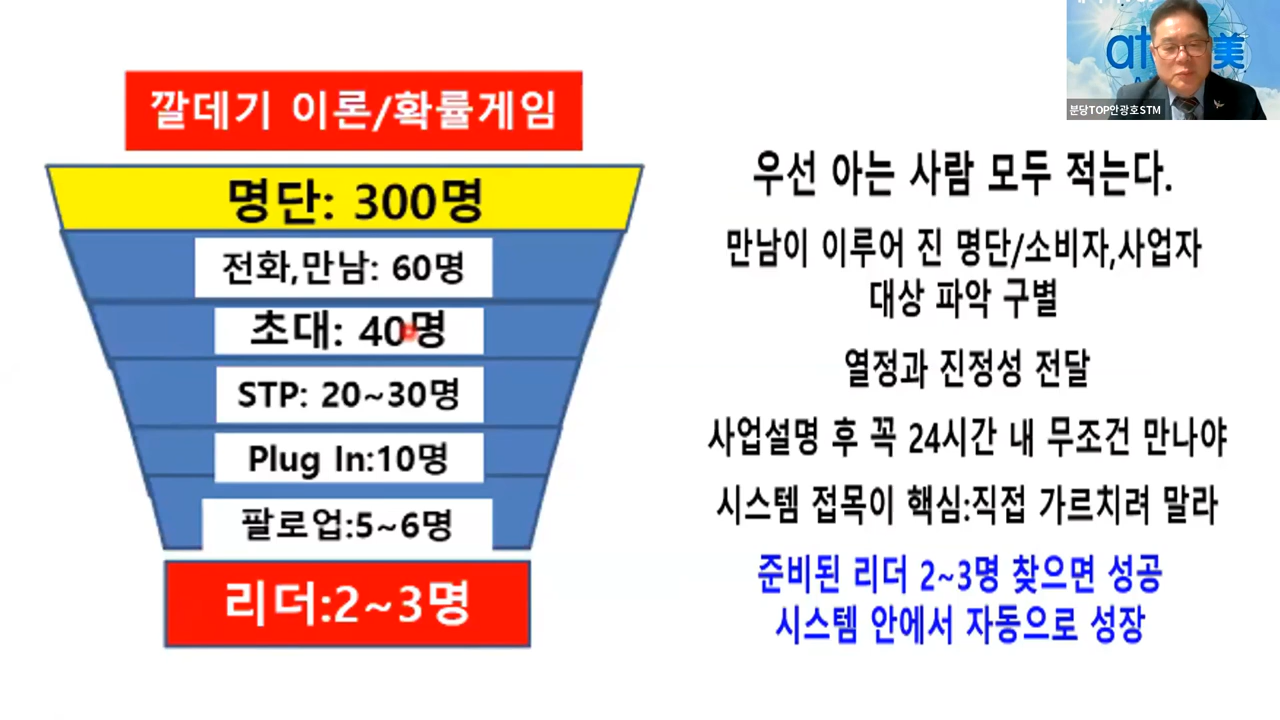 깔데기 이론/확률게임
명단: 300명
전화,만남: 60명
초대: 40명
STP: 20~30명
Plug In:10명
팔로업:5~6명
리더:2~3명
우선 아는 사람 모두 적는다.
만남이 이루어 진 명단/소비자,사업자
대상 파악 구별
열정과 진정성 전달
사업설명 후 꼭 24시간 내 무조건 만나야
시스템 접목이 핵심:직접 가르치려 말라
준비된 리더 2~3명 찾으면 성공
시스템 안에서 자동으로 성장
at
美
분당TOP안광호STM